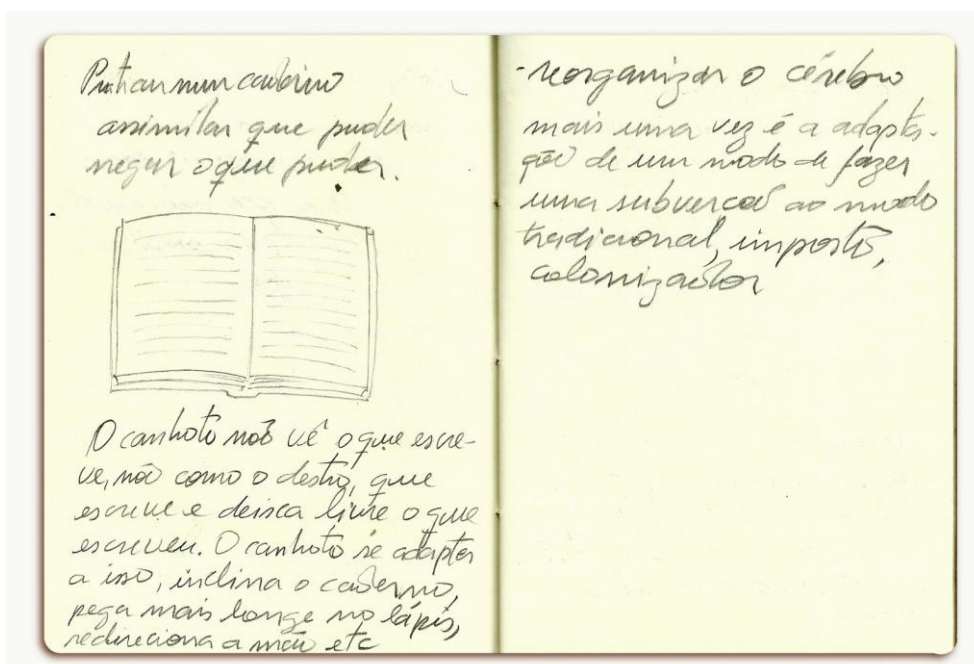 num caderno
assimilar que puder
negar o que puder.
O canhoto não vê o que escre-
ve, não como o destro, que
escreve e deixa livre o que
escreveu. O canhoto se adapta
a isso, inclina o caderno,
pega mais longe no lápis,
redireciona a mão etc
- reorganizar o cérebro
mais uma vez é a adapta-
ção de um modo de fazer
uma subverção ao modo
tradicional, imposto,
colonizador